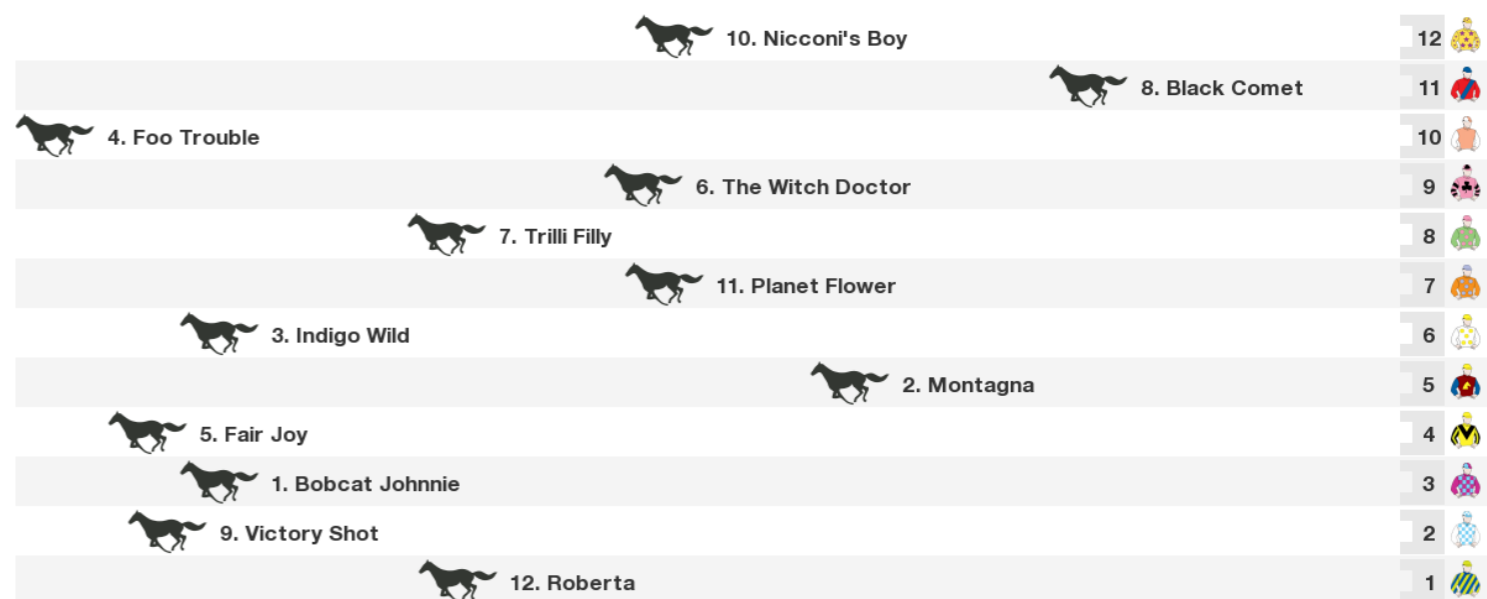 10. Nicconi's Boy 12
8. Black Comet 11
4. Foo Trouble 10
6. The Witch Doctor 9
7. Trilli Filly 8
11. Planet Flower 7
3. Indigo Wild 6
2. Montagna 5
5. Fair Joy 4
1. Bobcat Johnnie 3
9. Victory Shot 2
12. Roberta 1